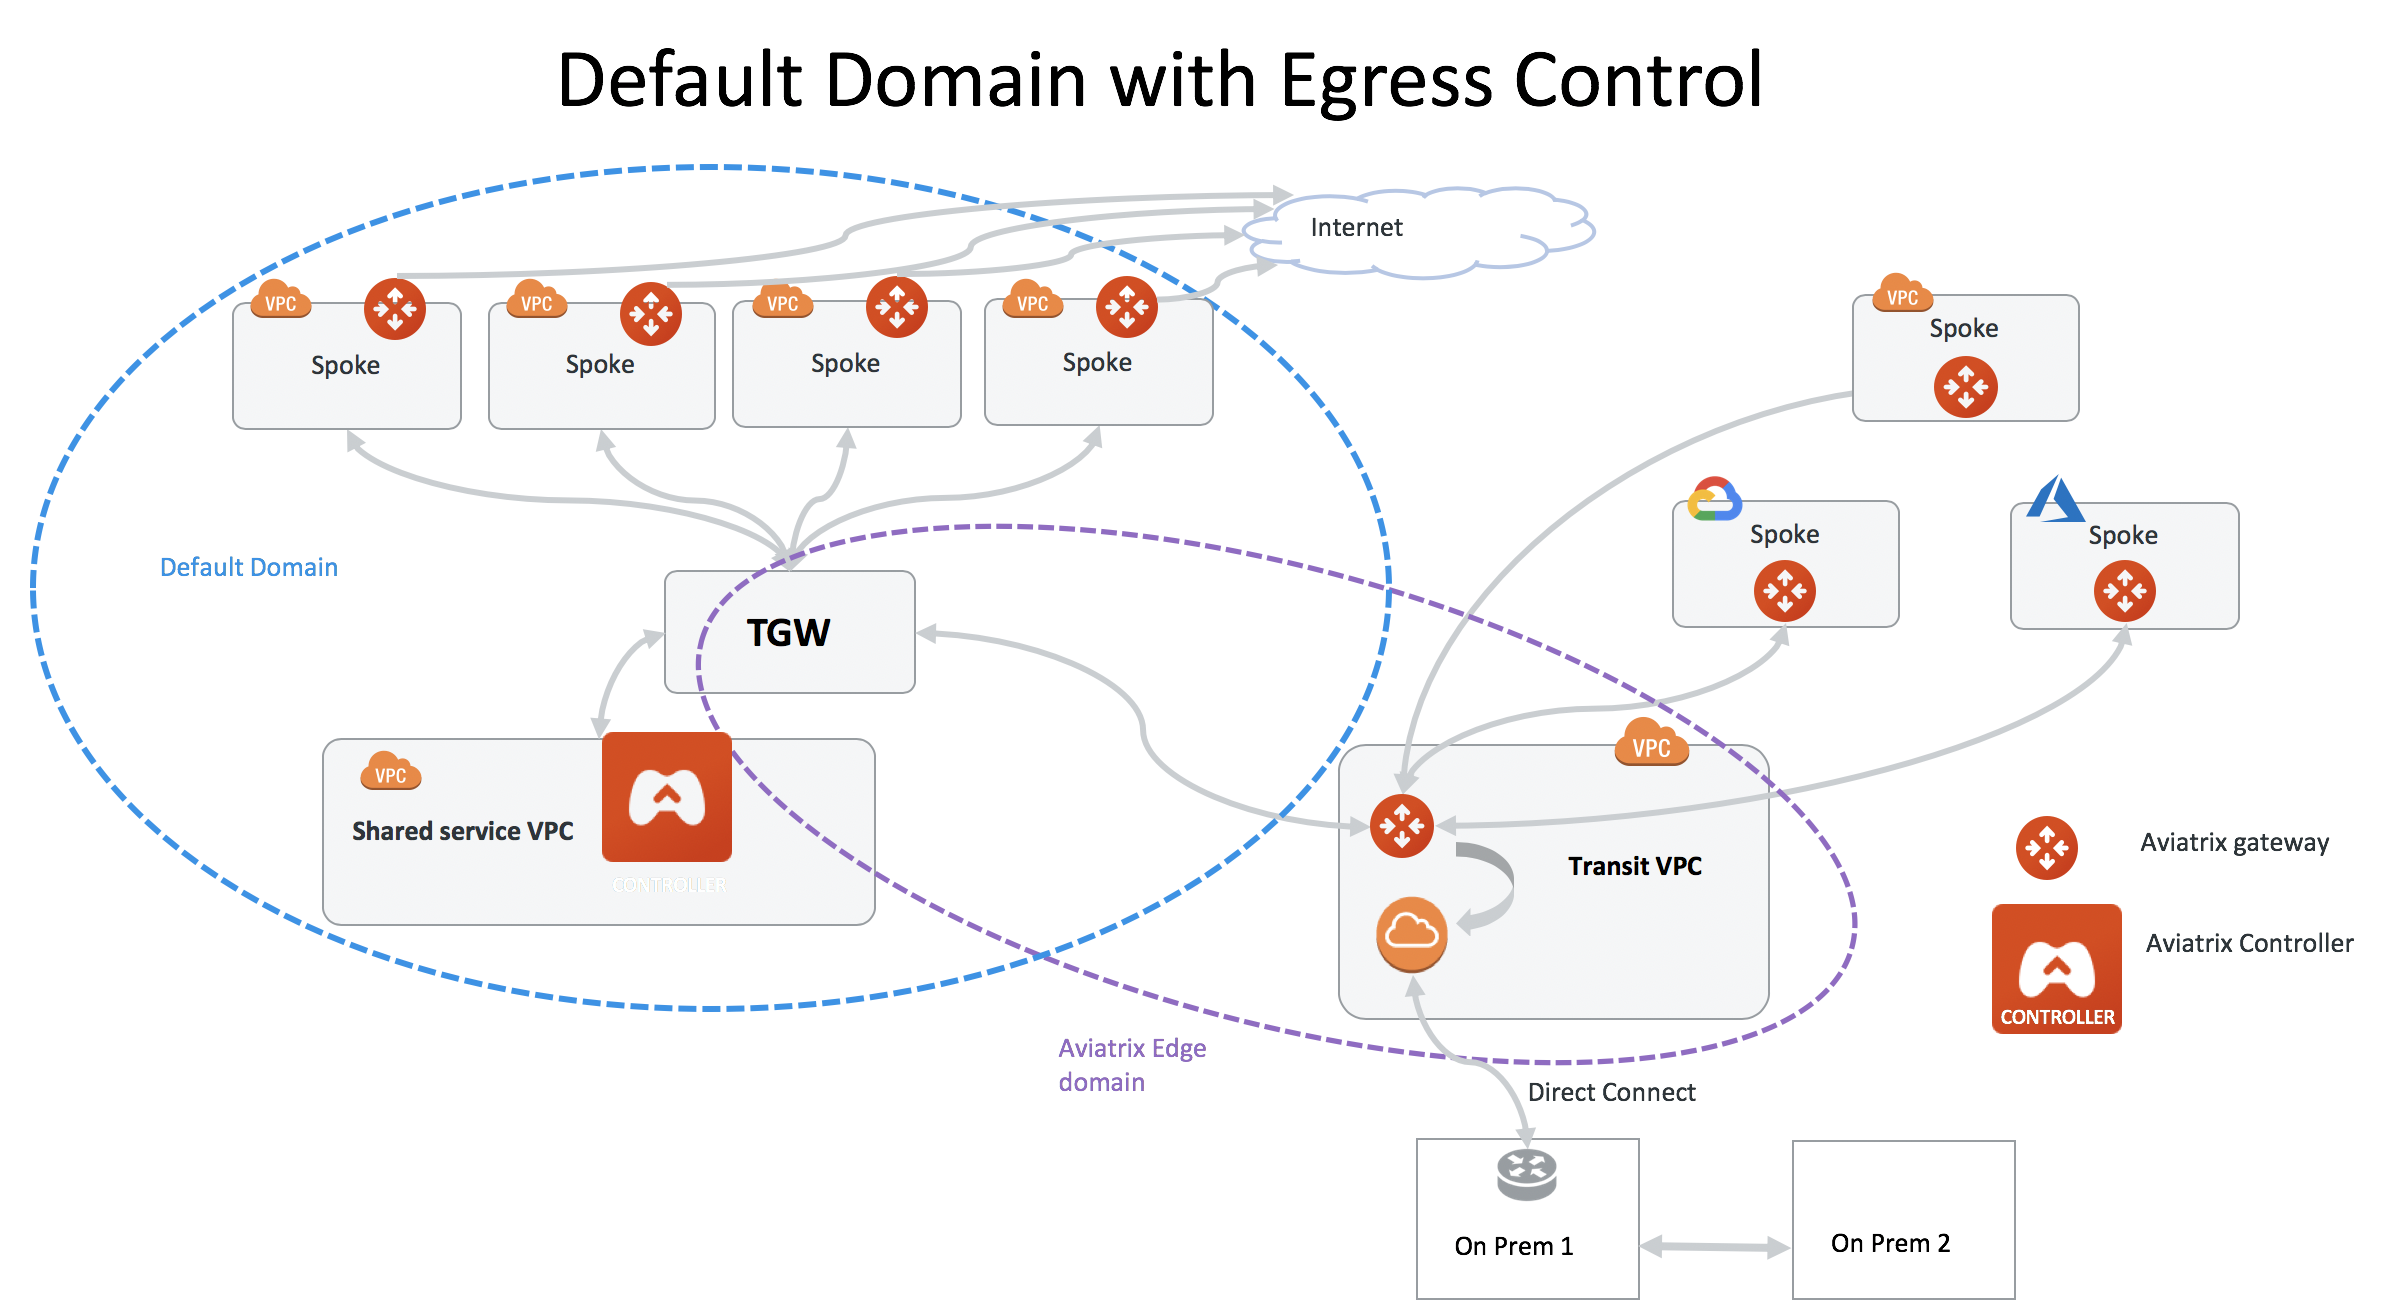 Default Domain with Egress Control
Internet
VPC
VPC
VPC
VPC
VPC
Spoke
Spoke
Spoke
Spoke
Spoke
Spoke
Spoke
Default Domain
TGW
VPC
VPC
Shared service VPC
CONTROLLER
Transit VPC
Aviatrix gateway
Aviatrix Controller
CONTROLLER
Aviatrix Edge
domain
Direct Connect
On Prem 1
On Prem 2